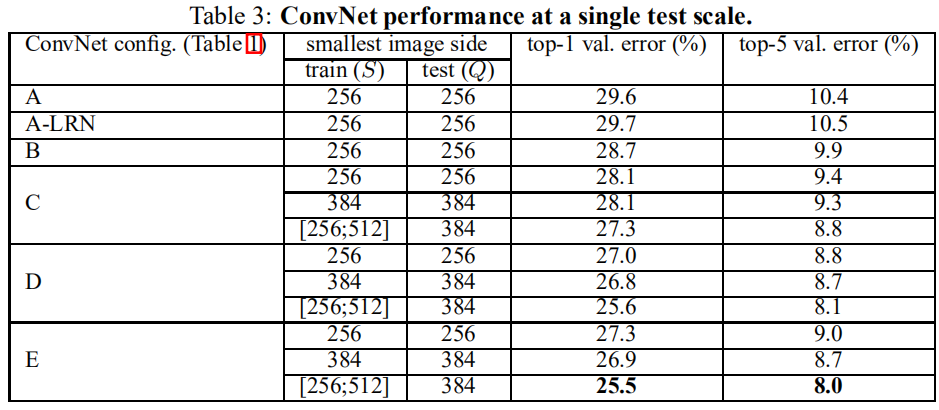 Table 3: ConvNet performance at a single test scale.
ConvNet config. (Table 1) smallest image side top-1 val. error (%) top-5 val. error (%)
train (S) test (Q)
A 256 256 29.6 10.4
A-LRN 256 256 29.7 10.5
B 256 256 28.7 9.9
C 256 256 28.1 9.4
384 384 28.1 9.3
[256;512] 384 27.3 8.8
D 256 256 27.0 8.8
384 384 26.8 8.7
[256;512] 384 25.6 8.1
E 256 256 27.3 9.0
384 384 26.9 8.7
[256;512] 384 25.5 8.0